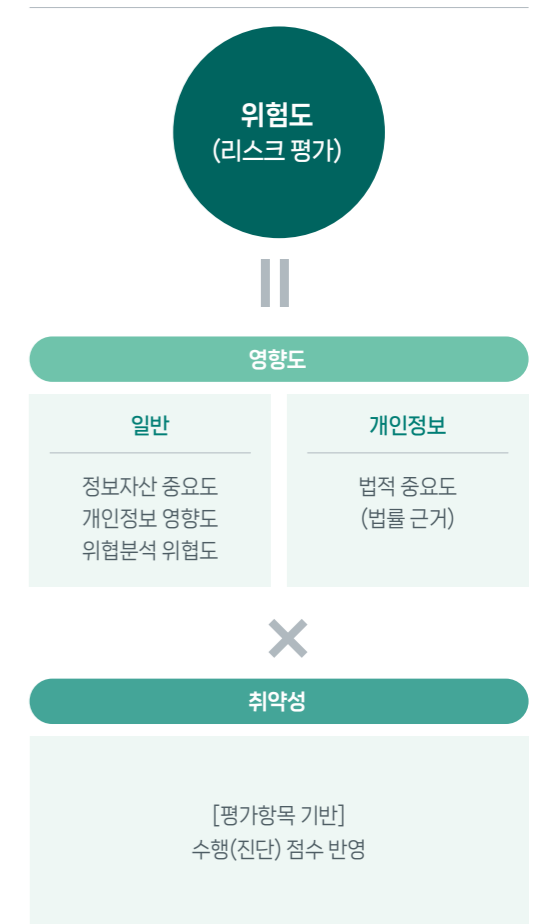 위험도
(리스크 평가)
영향도
일반
정보자산 중요도
개인정보 영향도
위협분석 위협도
개인정보
법적 중요도
(법률 근거)
취약성
[평가항목 기반]
수행(진단) 점수 반영